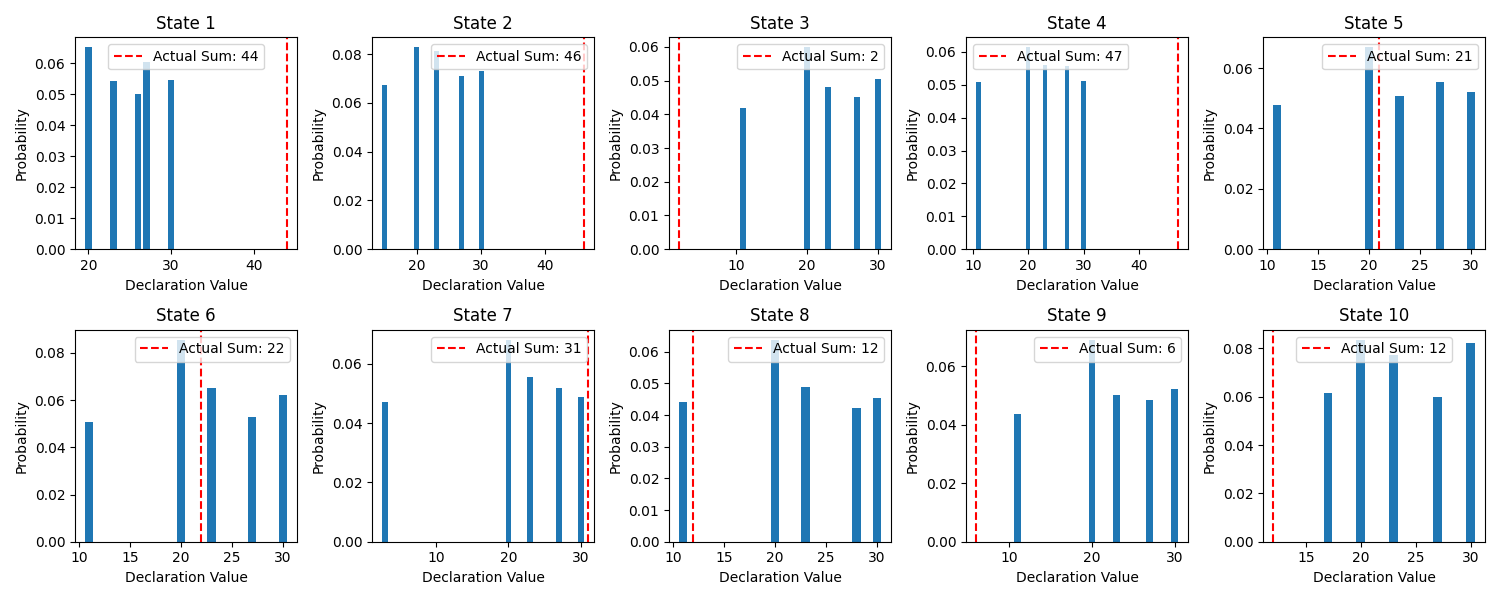 State 1
Actual Sum: 44
Probability
0.06
0.05
0.04
0.03
0.02
0.01
0.00
20 30 40
Declaration Value
State 2
Actual Sum: 46
Probability
0.08
0.06
0.04
0.02
0.00
20 30 40
Declaration Value
State 3
Actual Sum: 2
Probability
0.06
0.05
0.04
0.03
0.02
0.01
0.00
10 20 30
Declaration Value
State 4
Actual Sum: 47
Probability
0.06
0.05
0.04
0.03
0.02
0.01
0.00
10 20 30 40
Declaration Value
State 5
Actual Sum: 21
Probability
0.06
0.04
0.02
0.00
10 15 20 25 30
Declaration Value
State 6
Actual Sum: 22
Probability
0.08
0.06
0.04
0.02
0.00
10 15 20 25 30
Declaration Value
State 7
Actual Sum: 31
Probability
0.06
0.04
0.02
0.00
10 20 30
Declaration Value
State 8
Actual Sum: 12
Probability
0.06
0.05
0.04
0.03
0.02
0.01
0.00
10 15 20 25 30
Declaration Value
State 9
Actual Sum: 6
Probability
0.06
0.04
0.02
0.00
10 20 30
Declaration Value
State 10
Actual Sum: 12
Probability
0.08
0.06
0.04
0.02
0.00
15 20 25 30
Declaration Value